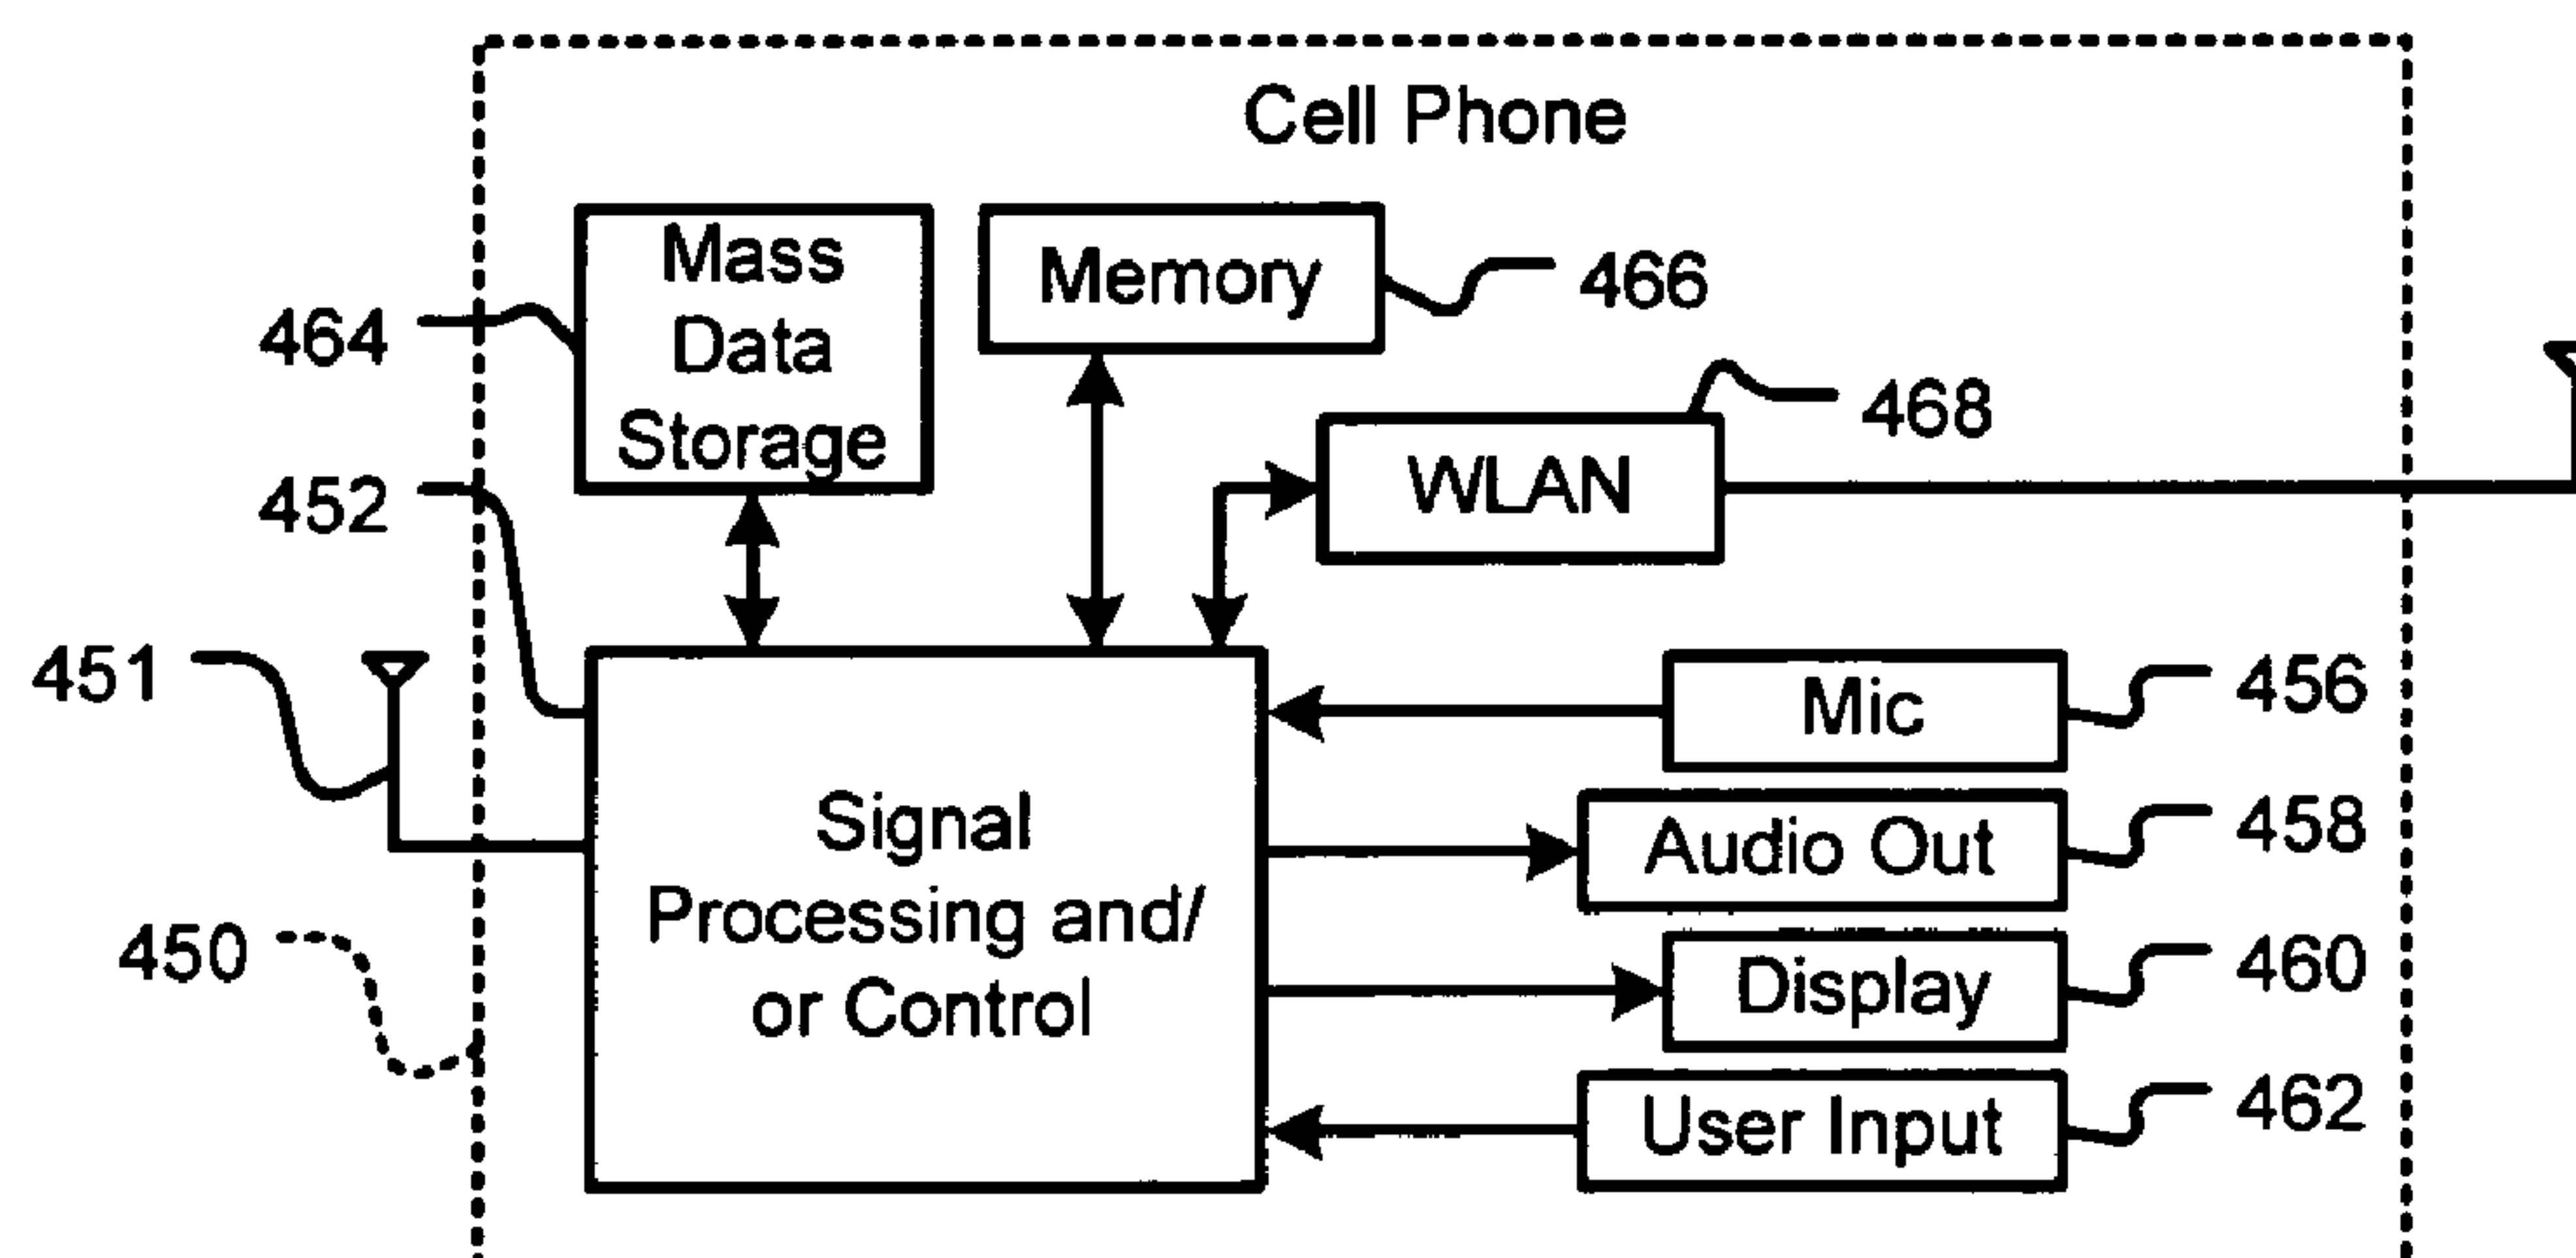 Cell Phone
Mass
Data
Storage
Memory
466
464
468
WLAN
452
451
Mic
456
Signal
Processing and/
or Control
Audio Out
458
450
Display
460
User Input
462